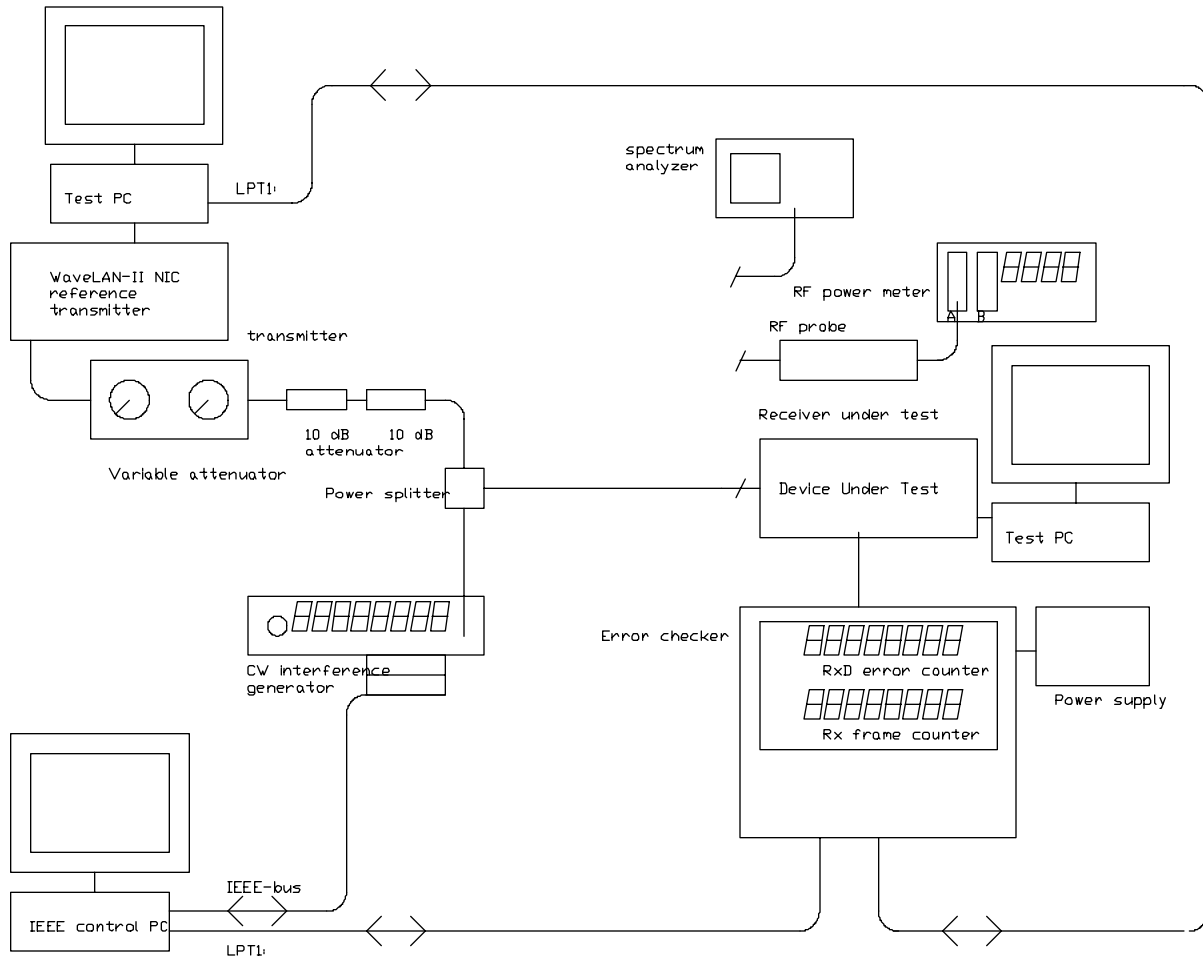 spectrum
analyzer
Test PC
LPT1:
WaveLAN-II NIC
reference
transmitter
RF power meter
A B
RF probe
transmitter
Receiver under test
10 dB 10 dB
attenuator
Variable attenuator
Power splitter
Device Under Test
Test PC
Error checker
CW interference
generator
RxD error counter
Power supply
Rx frame counter
IEEE-bus
IEEE control PC
LPT1: